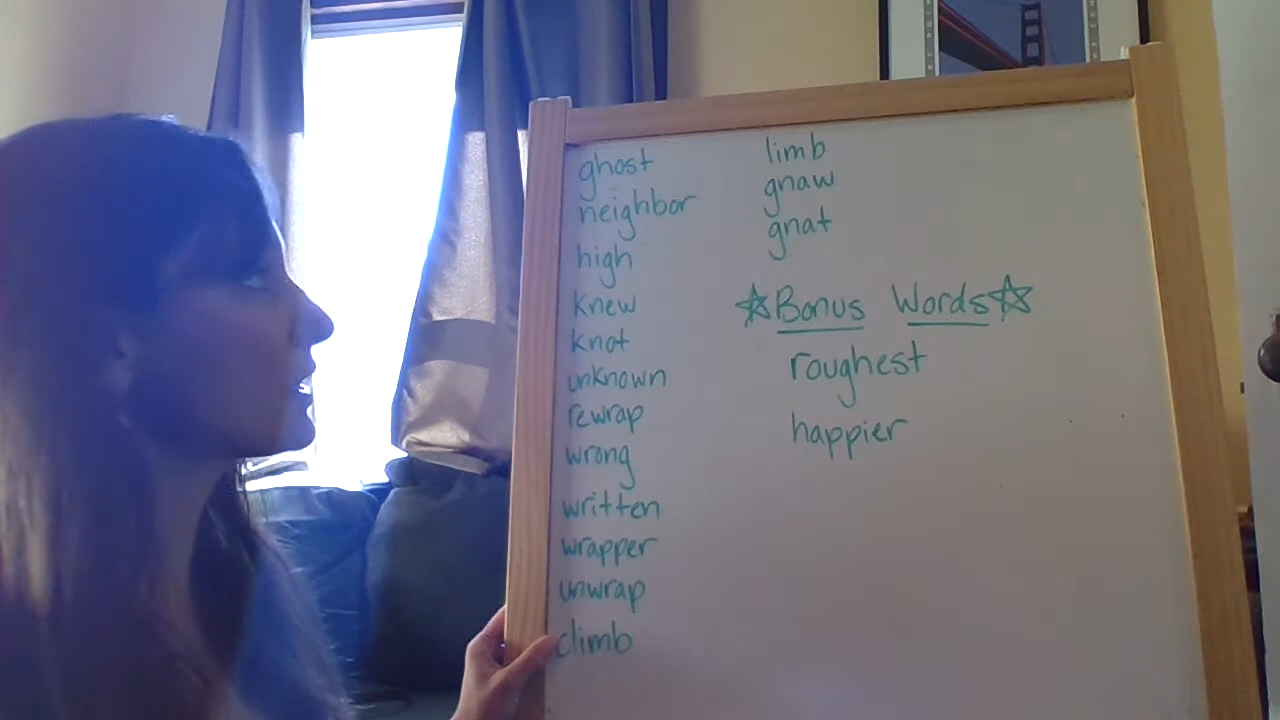 ghost
neighbor
high
knew
knot
unknown
rewrap
wrong
written
wrapper
unwrap
climb
limb
gnaw
gnat
☆Bonus Words☆
roughest
happier